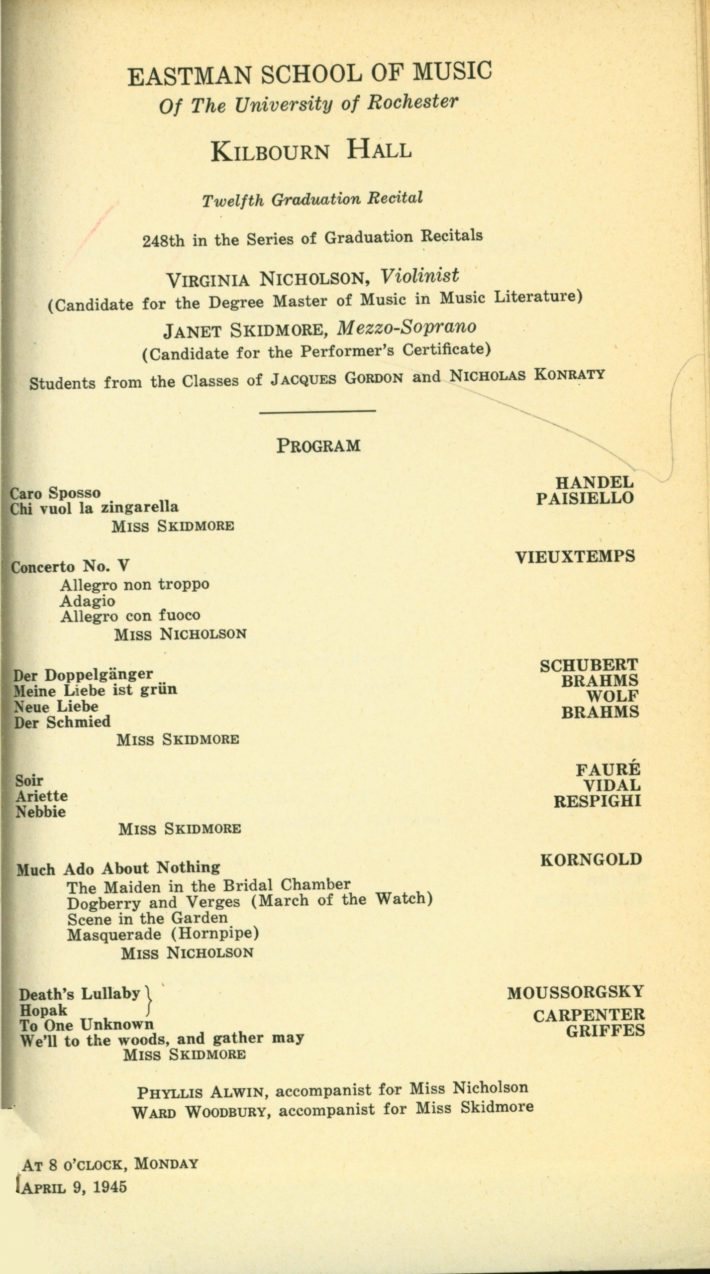 EASTMAN SCHOOL OF MUSIC
Of The University of Rochester
KILBOURN HALL
Twelfth Graduation Recital
248th in the Series of Graduation Recitals
VIRGINIA NICHOLSON, Violinist
(Candidate for the Degree Master of Music in Music Literature)
JANET SKIDMORE, Mezzo-Soprano
(Candidate for the Performer's Certificate)
Students from the Classes of JACQUES GORDON and NICHOLAS KONRATY
PROGRAM
Caro Sposso HANDEL
Chi vuol la zingarella PAISIELLO
MISS SKIDMORE
Concerto No. V VIEUXTEMPS
Allegro non troppo
Adagio
Allegro con fuoco
MISS NICHOLSON
Der Doppelgänger SCHUBERT
Meine Liebe ist grün BRAHMS
Neue Liebe WOLF
Der Schmied BRAHMS
MISS SKIDMORE
Soir FAURÉ
Ariette VIDAL
Nebbie RESPIGHI
MISS SKIDMORE
Much Ado About Nothing KORNGOLD
The Maiden in the Bridal Chamber
Dogberry and Verges (March of the Watch)
Scene in the Garden
Masquerade (Hornpipe)
MISS NICHOLSON
Death's Lullaby } MOUSSORGSKY
Hopak
To One Unknown CARPENTER
We'll to the woods, and gather may GRIFFES
MISS SKIDMORE
PHYLLIS ALWIN, accompanist for Miss Nicholson
WARD WOODBURY, accompanist for Miss Skidmore
AT 8 O'CLOCK, MONDAY
APRIL 9, 1945